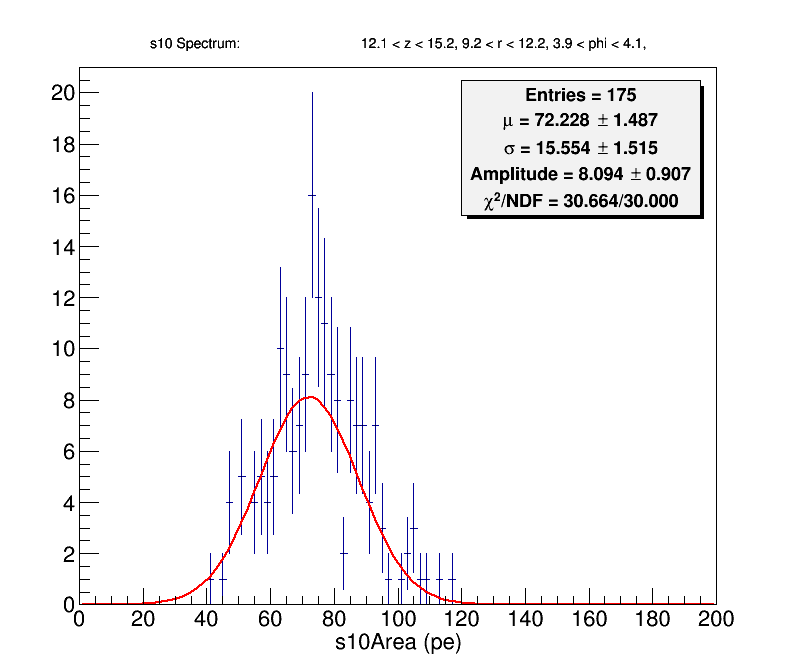 s10 Spectrum: 12.1 < z < 15.2, 9.2 < r < 12.2, 3.9 < phi < 4.1,
Entries = 175
μ = 72.228 ± 1.487
σ = 15.554 ± 1.515
Amplitude = 8.094 ± 0.907
χ²/NDF = 30.664/30.000
20
18
16
14
12
10
8
6
4
2
0
0 20 40 60 80 100 120 140 160 180 200
s10Area (pe)